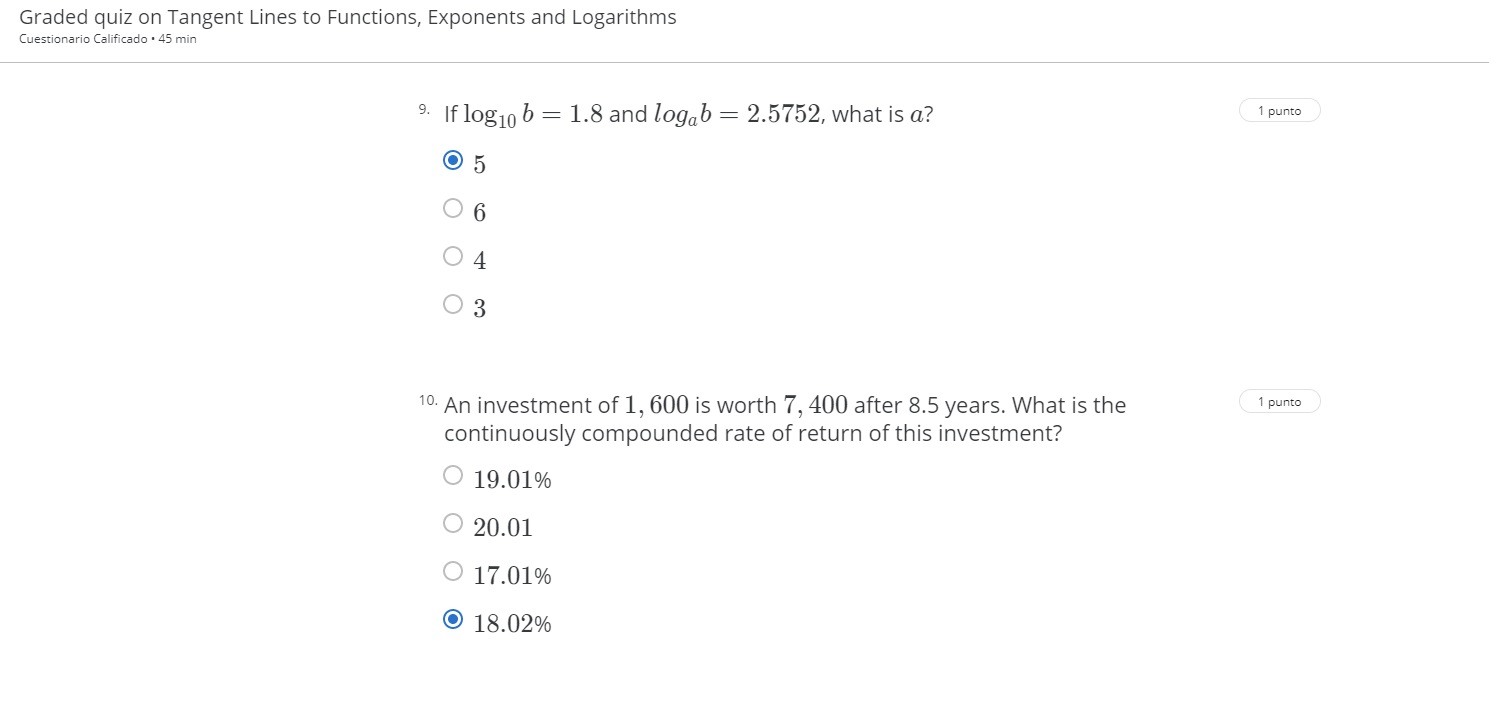 Graded quiz on Tangent Lines to Functions, Exponents and Logarithms
Cuestionario Calificado • 45 min
9. If log₁₀ b = 1.8 and logₐb = 2.5752, what is a?
1 punto
5
6
4
3
10. An investment of 1, 600 is worth 7, 400 after 8.5 years. What is the
1 punto
continuously compounded rate of return of this investment?
19.01%
20.01
17.01%
18.02%